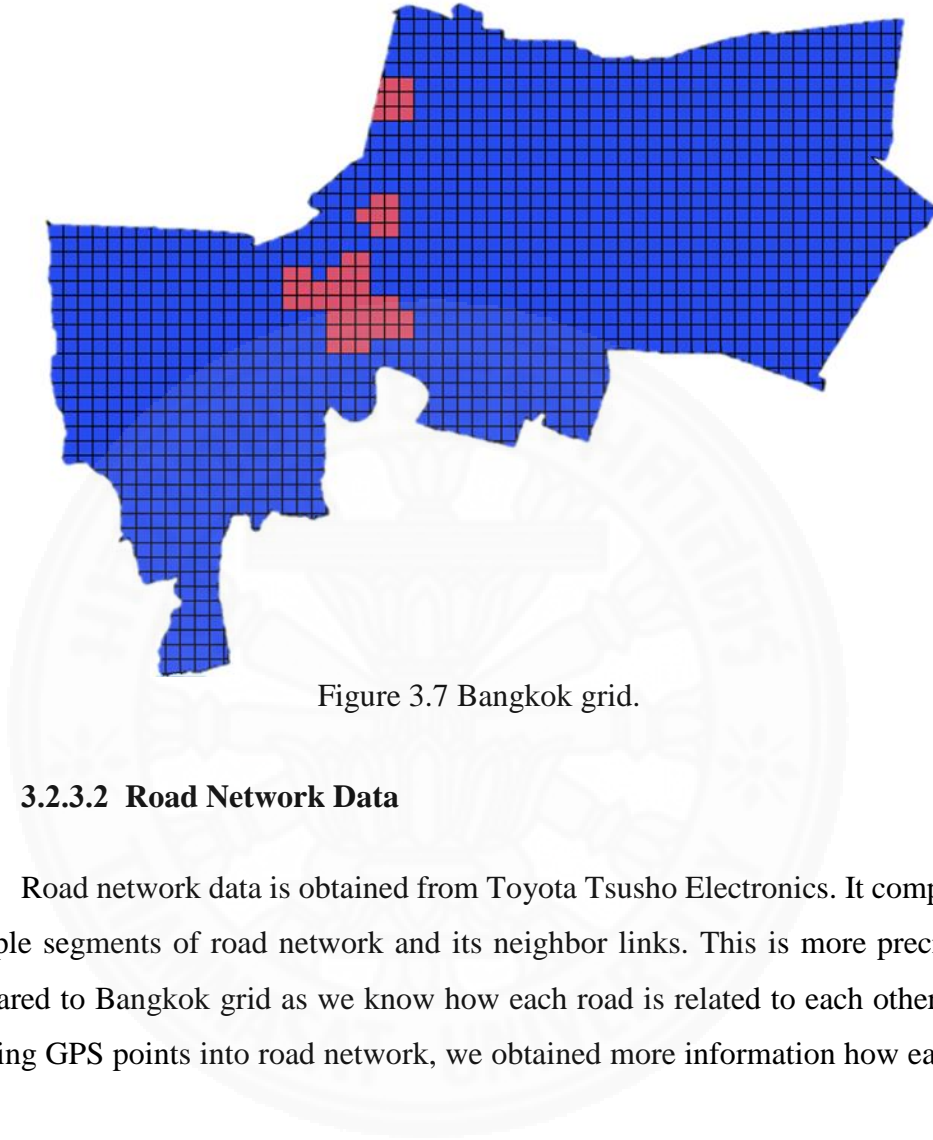 Figure 3.7 Bangkok grid.
3.2.3.2 Road Network Data
Road network data is obtained from Toyota Tsusho Electronics. It comp
ple segments of road network and its neighbor links. This is more preci
ared to Bangkok grid as we know how each road is related to each other
ing GPS points into road network, we obtained more information how ea